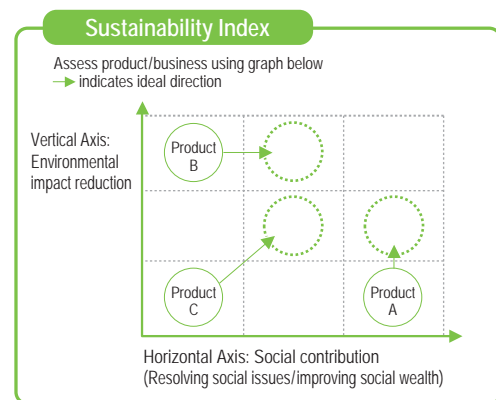 Sustainability Index
Assess product/business using graph below
indicates ideal direction
Vertical Axis:
Environmental
impact reduction
Product
B
Product
C
Product
A
Horizontal Axis: Social contribution
(Resolving social issues/improving social wealth)